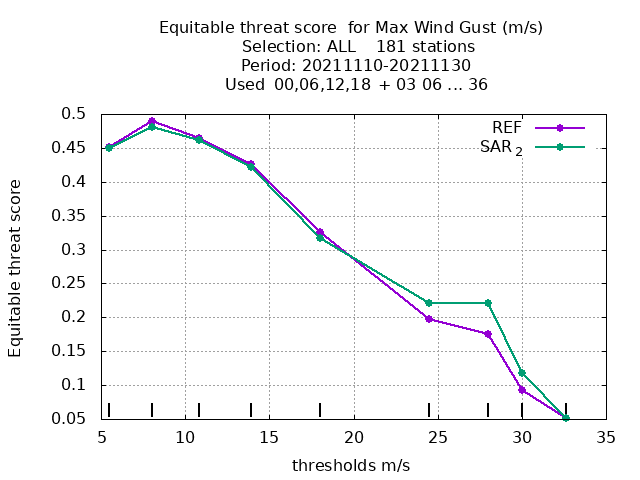 Equitable threat score  for Max Wind Gust (m/s)
Selection: ALL    181 stations
Period: 20211110-20211130
Used  00,06,12,18  + 03 06 ... 36
REF
SAR 2
Equitable threat score
0.5
0.45
0.4
0.35
0.3
0.25
0.2
0.15
0.1
0.05
5 10 15 20 25 30 35
thresholds m/s